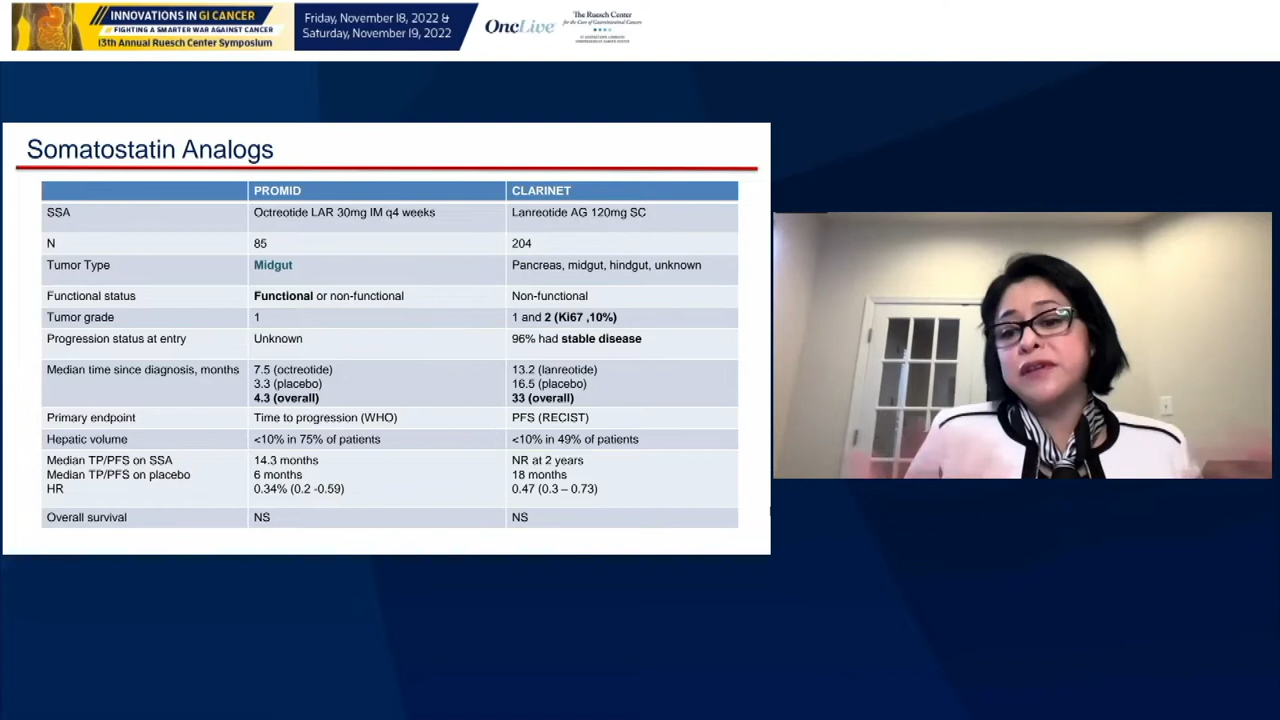 INNOVATIONS IN GI CANCER
FIGHTING A SMARTER WAR AGAINST CANCER
13th Annual Ruesch Center Symposium
Friday, November 18, 2022 &
Saturday, November 19, 2022
OncLive
The Ruesch Center
for the Cure of Gastrointestinal Cancers
Somatostatin Analogs
PROMID CLARINET
SSA Octreotide LAR 30mg IM q4 weeks Lanreotide AG 120mg SC
N 85 204
Tumor Type Midgut Pancreas, midgut, hindgut, unknown
Functional status Functional or non-functional Non-functional
Tumor grade 1 1 and 2 (Ki67 ,10%)
Progression status at entry Unknown 96% had stable disease
Median time since diagnosis, months 7.5 (octreotide) 13.2 (lanreotide)
3.3 (placebo) 16.5 (placebo)
4.3 (overall) 33 (overall)
Primary endpoint Time to progression (WHO) PFS (RECIST)
Hepatic volume <10% in 75% of patients <10% in 49% of patients
Median TP/PFS on SSA 14.3 months NR at 2 years
Median TP/PFS on placebo 6 months 18 months
HR 0.34% (0.2 -0.59) 0.47 (0.3 – 0.73)
Overall survival NS NS